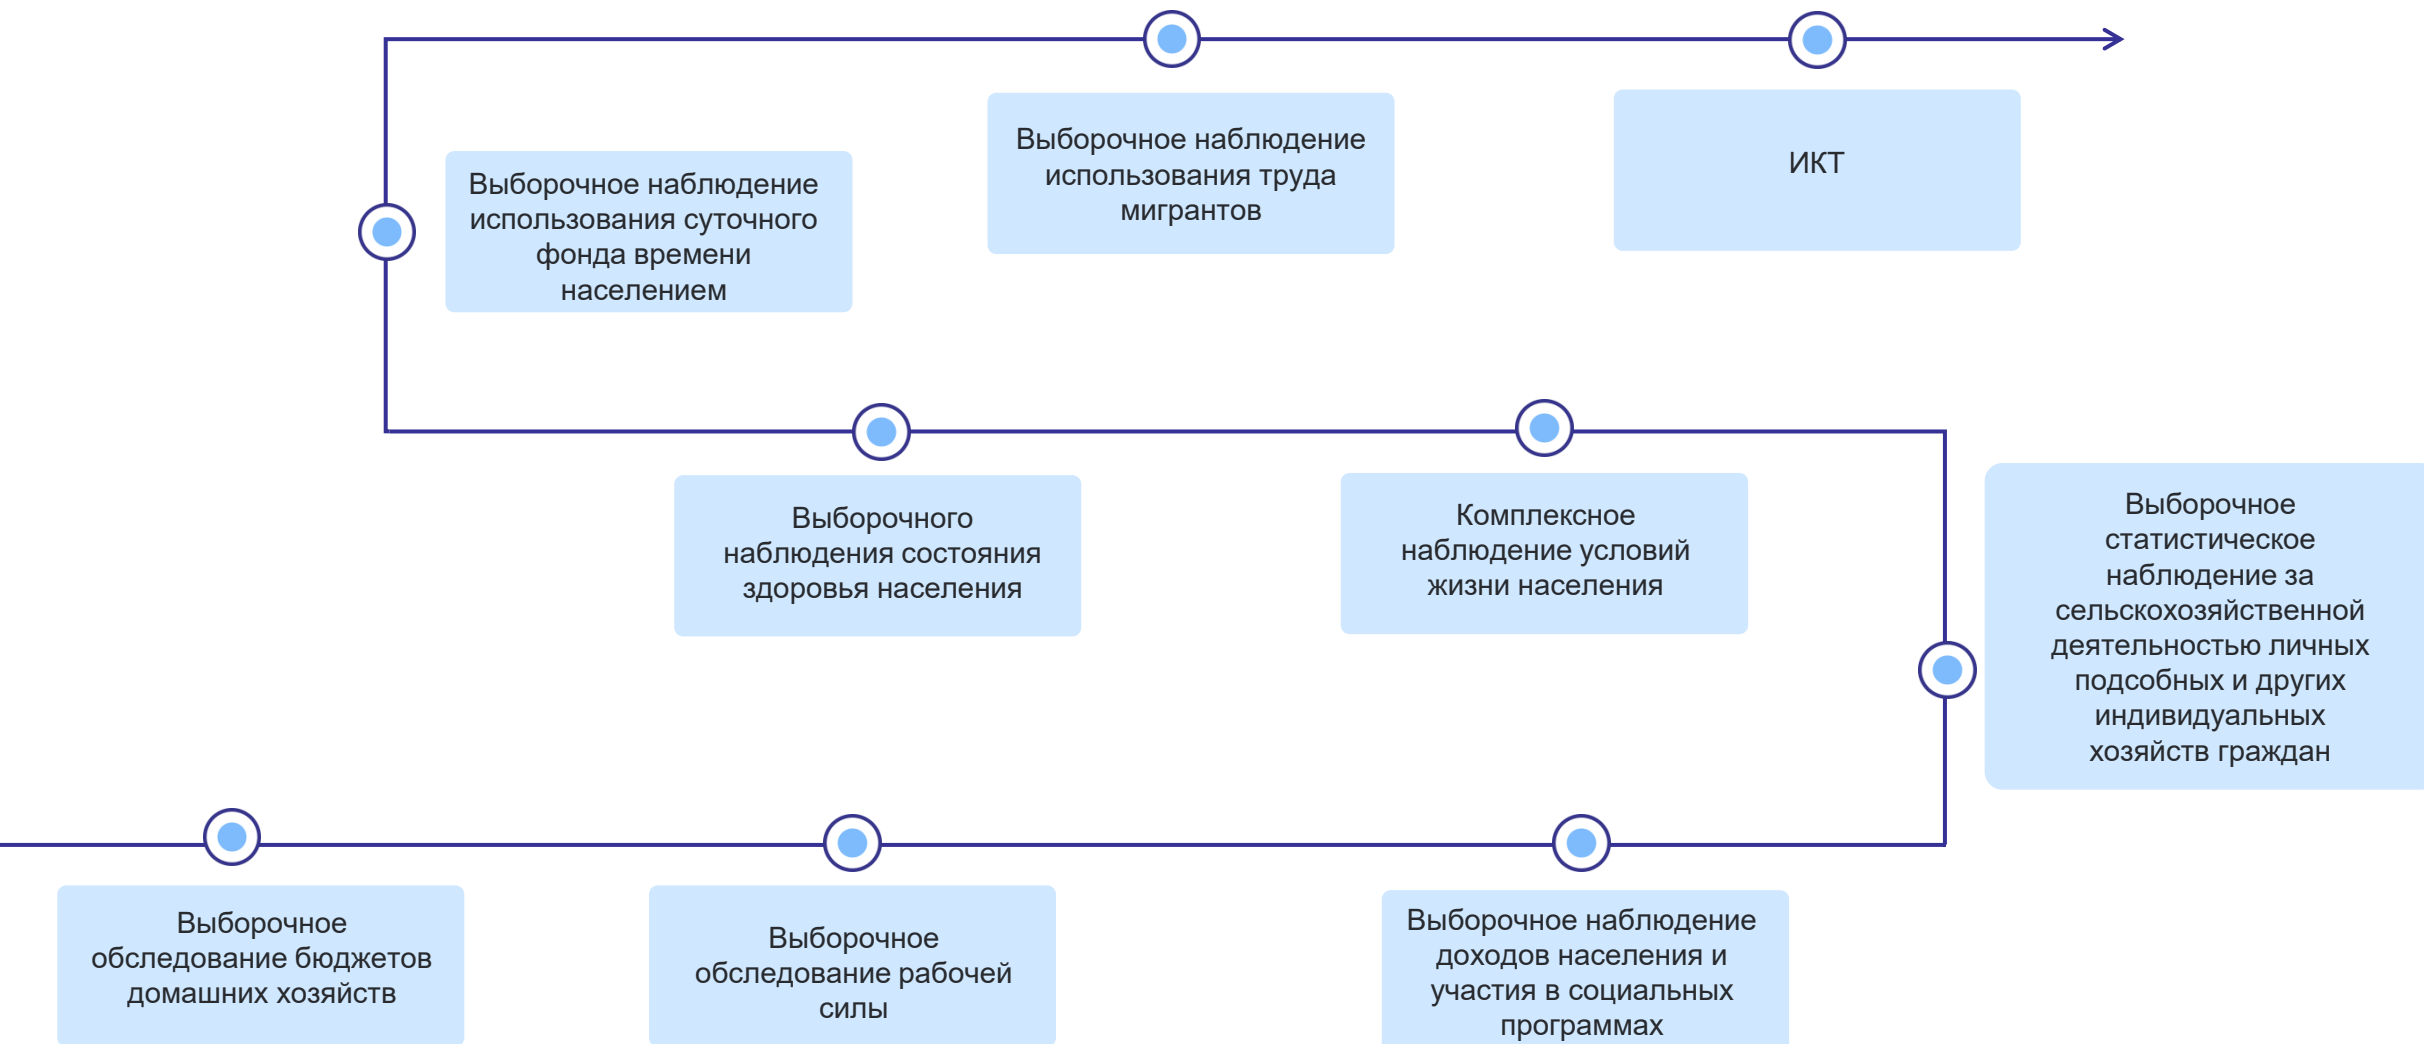 Выборочное наблюдение
использования суточного
фонда времени
населением
Выборочное наблюдение
использования труда
мигрантов
ИКТ
Выборочного
наблюдения состояния
здоровья населения
Комплексное
наблюдение условий
жизни населения
Выборочное
статистическое
наблюдение за
сельскохозяйственной
деятельностью личных
подсобных и других
индивидуальных
хозяйств граждан
Выборочное
обследование бюджетов
домашних хозяйств
Выборочное
обследование рабочей
силы
Выборочное наблюдение
доходов населения и
участия в социальных
программах